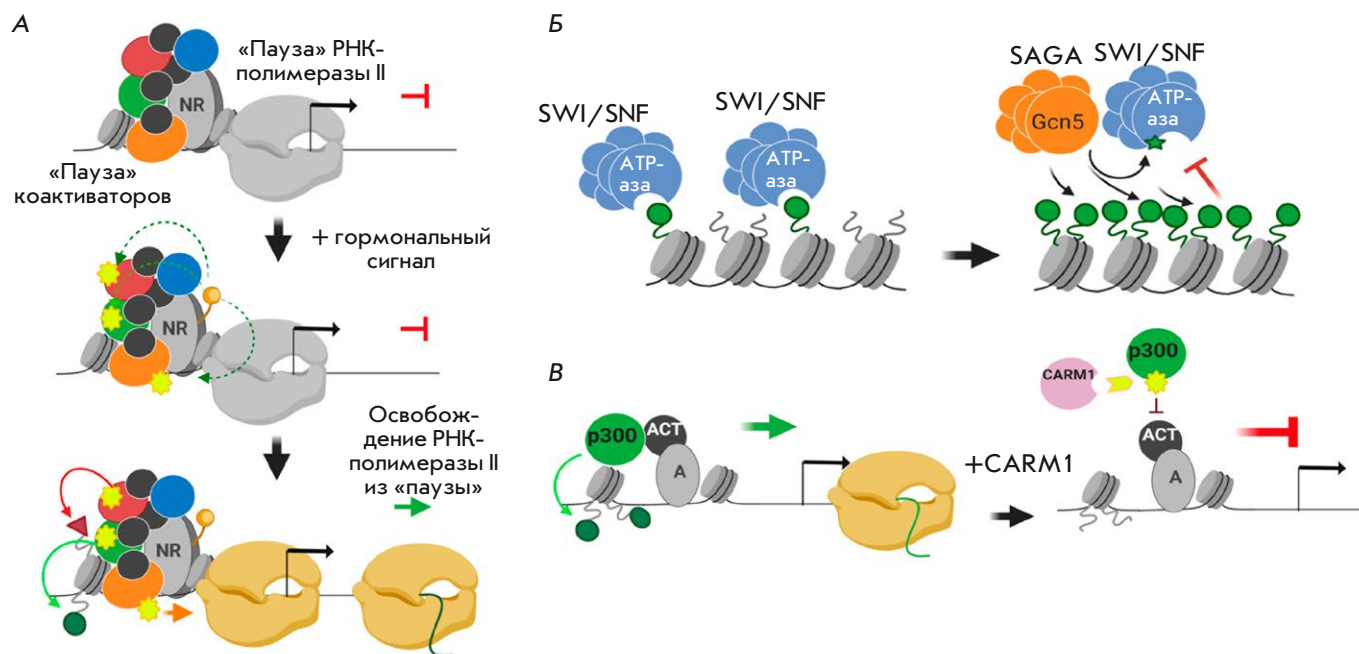 А
«Пауза» РНК-
полимеразы II
NR
«Пауза»
коактиваторов
+ гормональный
сигнал
NR
Освобож-
дение РНК-
полимеразы II
из «паузы»
NR
Б
SWI/SNF
АТР-
аза
SWI/SNF
АТР-
аза
SAGA
Gcn5
SWI/SNF
АТР-
аза
В
p300
ACT
A
+CARM1
CARM1
p300
ACT
A